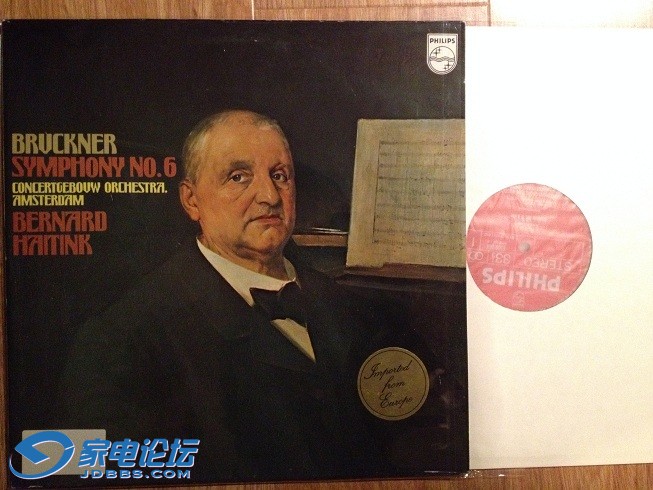 PHILIPS
BRUCKNER
SYMPHONY NO. 6
CONCERTGEBOUW ORCHESTRA,
AMSTERDAM
BERNARD
HAITINK
Imported
from
Europe
STEREO 33
PHILIPS
家电论坛
JDBBS.COM